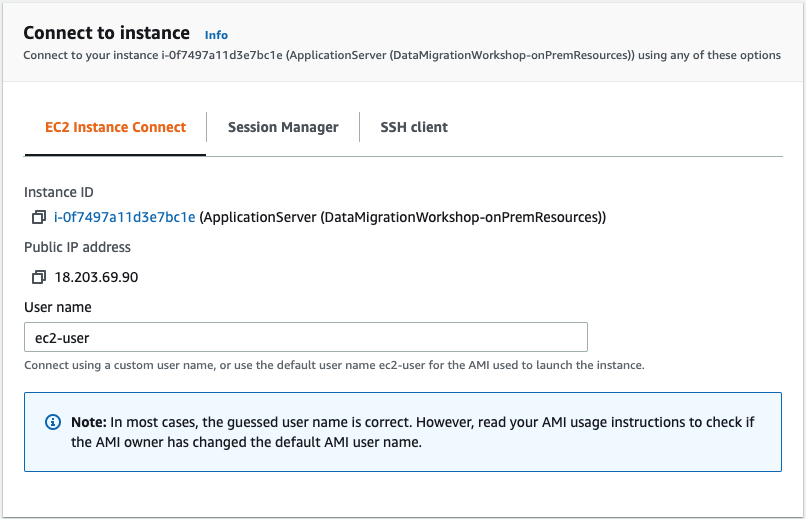 Connect to instance Info
Connect to your instance i-0f7497a11d3e7bc1e (ApplicationServer (DataMigrationWorkshop-onPremResources)) using any of these options
EC2 Instance Connect Session Manager SSH client
Instance ID
i-0f7497a11d3e7bc1e (ApplicationServer (DataMigrationWorkshop-onPremResources))
Public IP address
18.203.69.90
User name
ec2-user
Connect using a custom user name, or use the default user name ec2-user for the AMI used to launch the instance.
Note: In most cases, the guessed user name is correct. However, read your AMI usage instructions to check if
the AMI owner has changed the default AMI user name.